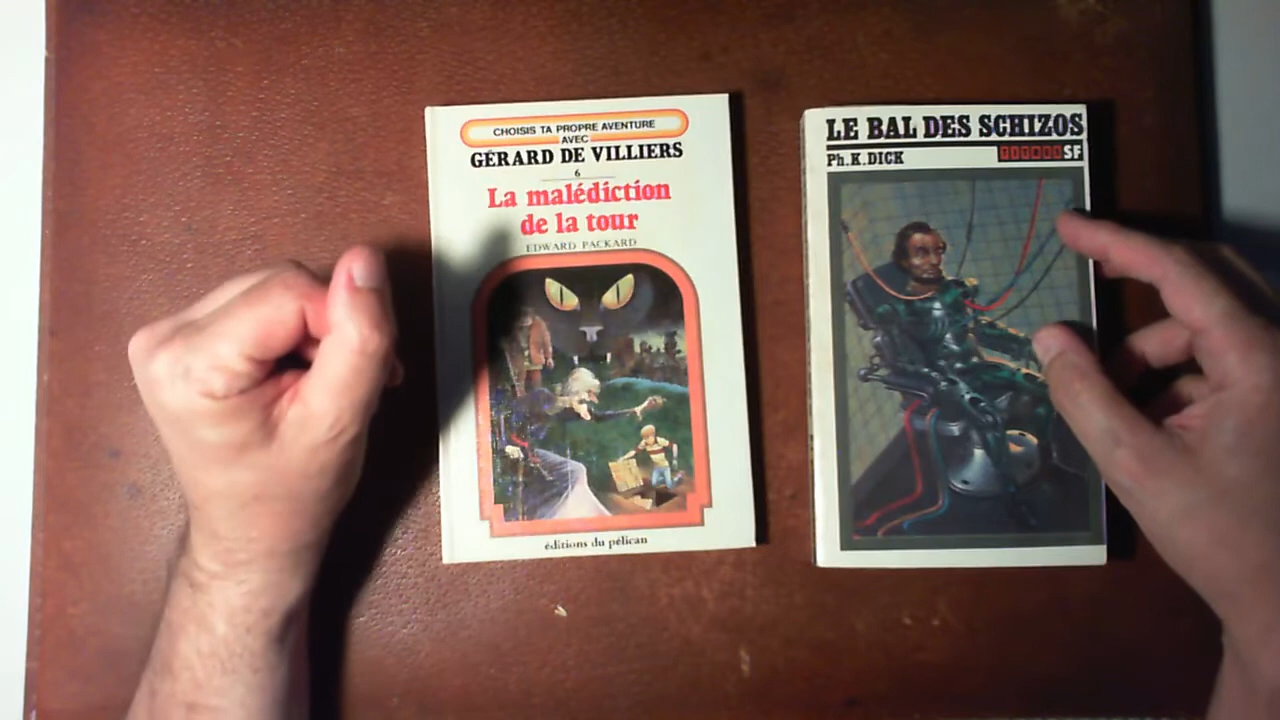 CHOISIS TA PROPRE AVENTURE
AVEC
GÉRARD DE VILLIERS
6
La malédiction
de la tour
EDWARD PACKARD
éditions du pélican
LE BAL DES SCHIZOS
Ph.K.DICK
TITRES SF